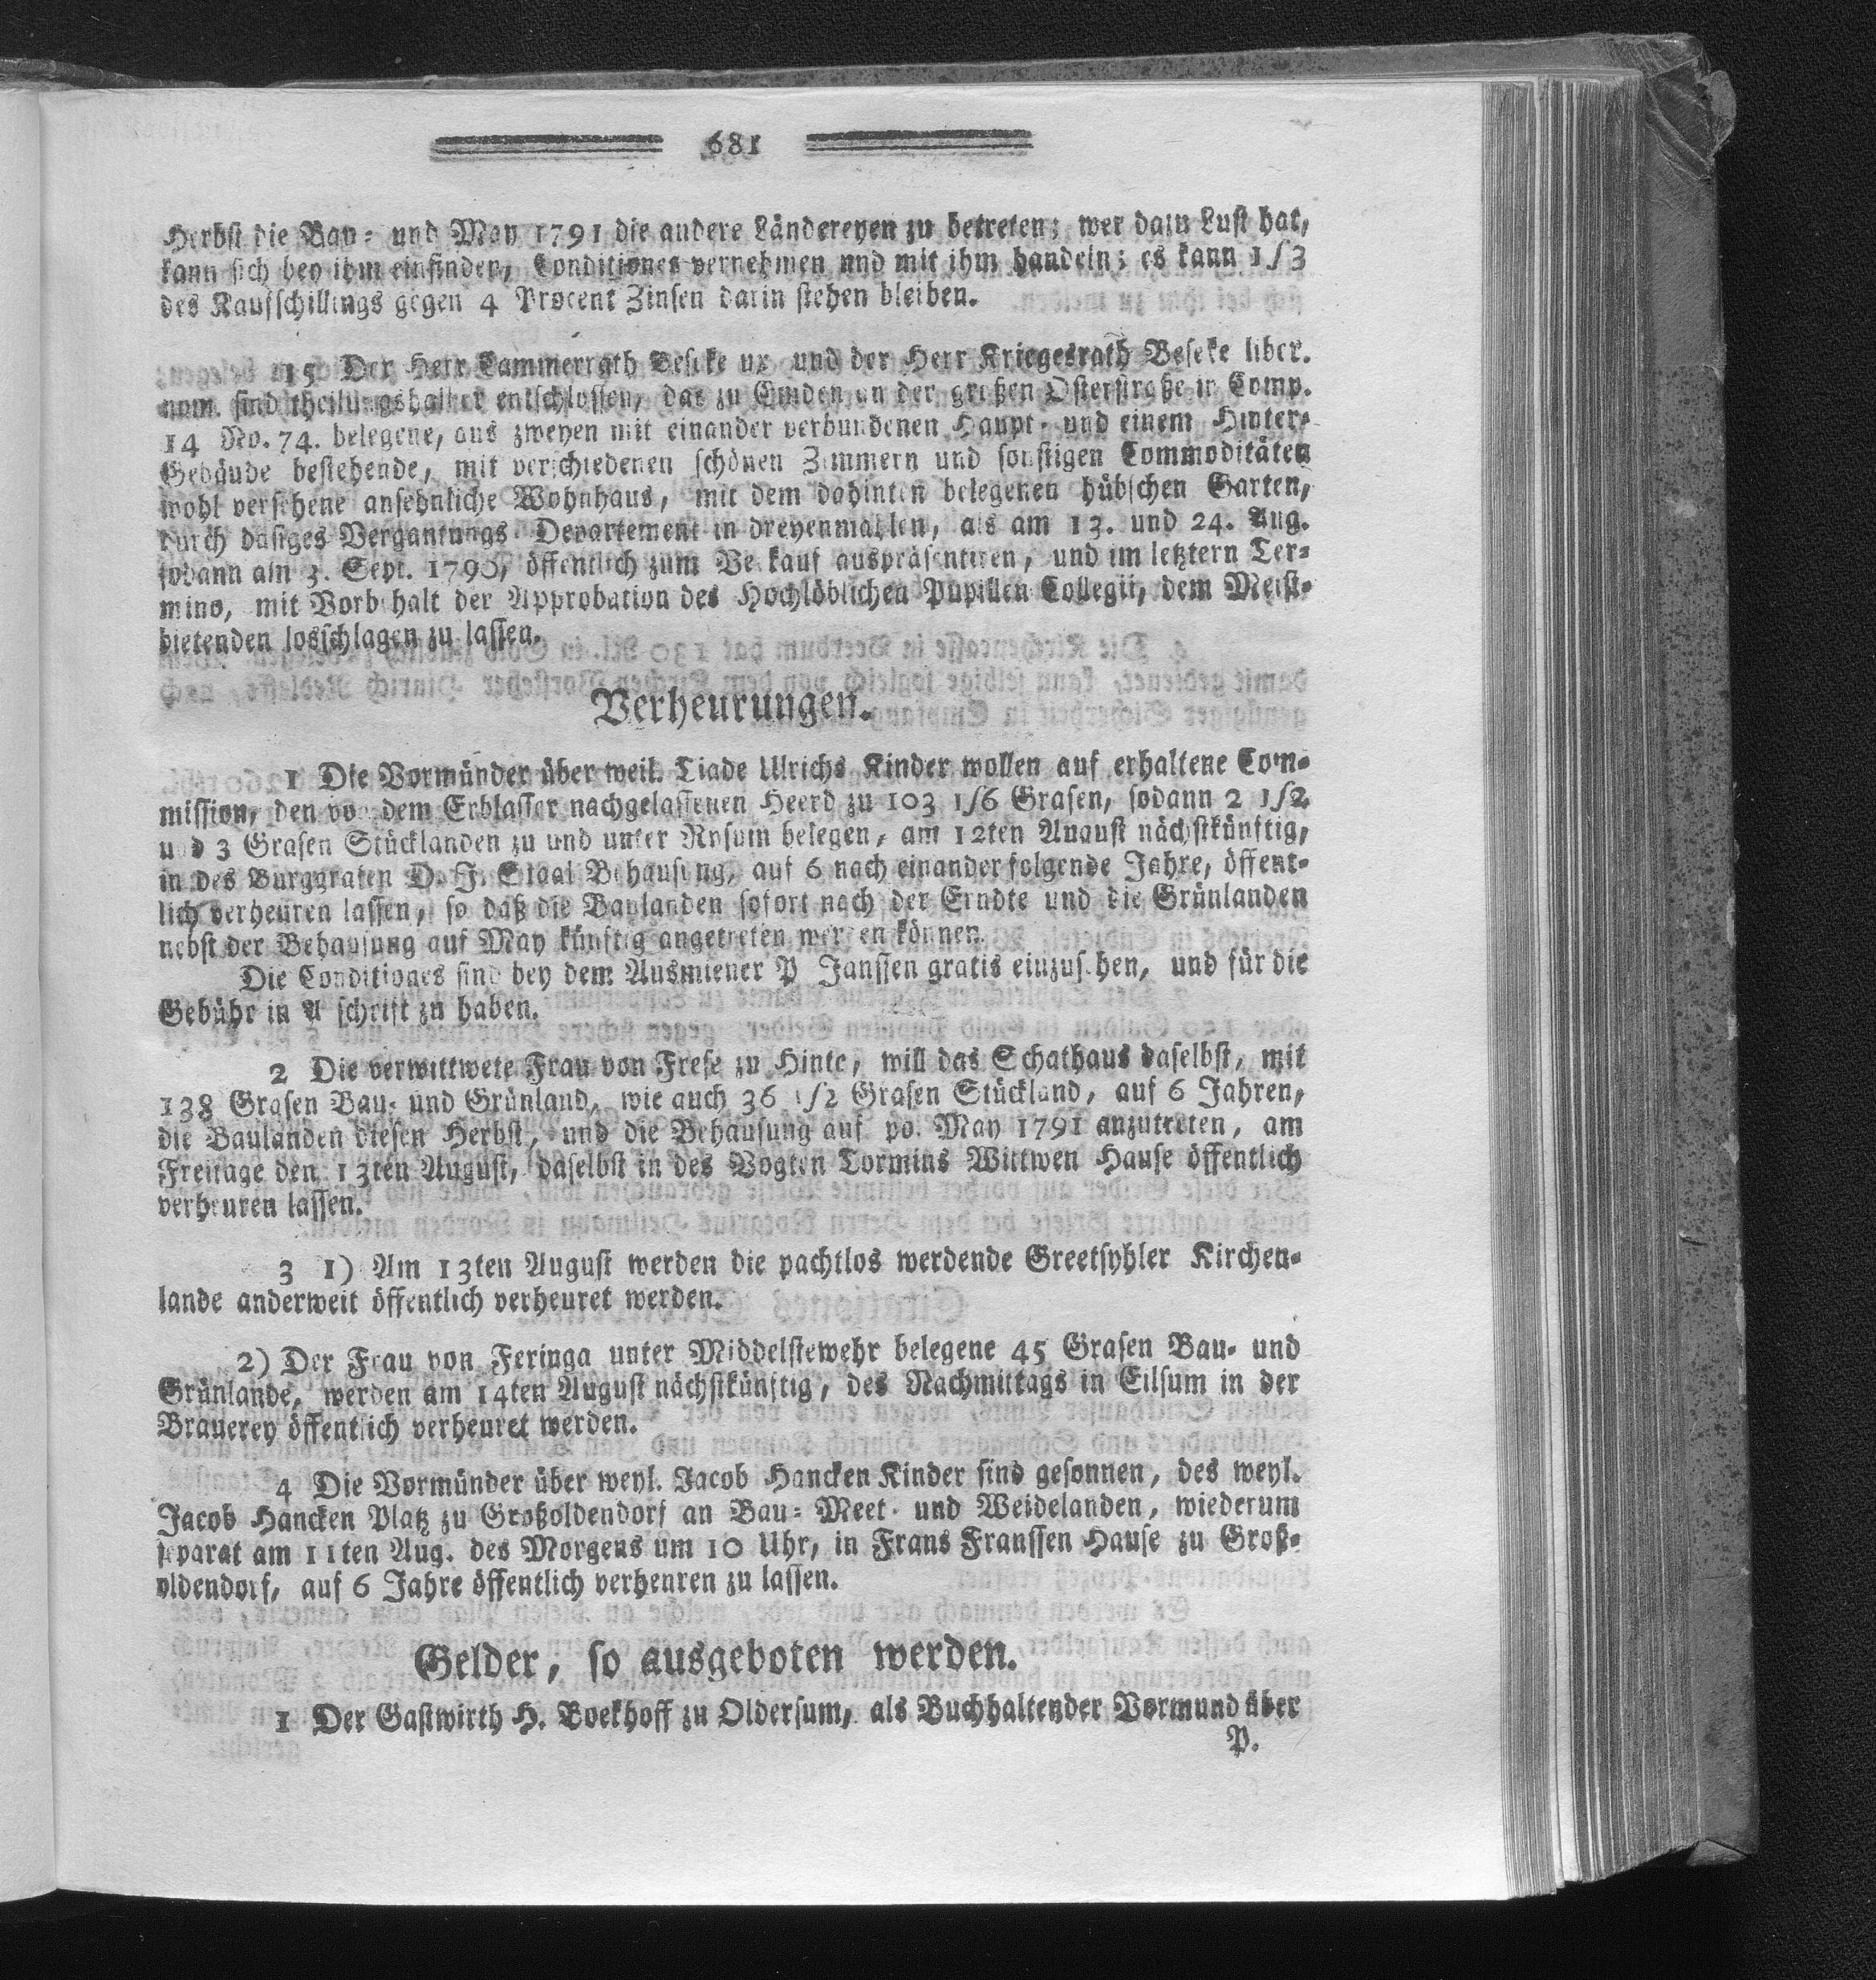 681
Herbst die Bau- und May 1791 die andere Ländereyen zu betreten; wer dazu Lust hat,
kann sich bey ihm einfinden, Conditiones vernehmen und mit ihm handeln; es kann 1/3
des Kaufschillings gegen 4 Procent Zinsen darin stehen bleiben.
15 Der Herr Cammerrath Beseke ux. und der Herr Kriegesrath Beseke liber.
nom. sind theilungshalber entschlossen, das zu Emden an der großen Osterstraße in Comp.
14 No. 74. belegene, aus zweyen mit einander verbundenen Haupt- und einem Hinter-
Gebäude bestehende, mit verschiedenen schönen Zimmern und sonstigen Commoditäten
wohl versehene ansehnliche Wohnhaus, mit dem dahinten belegenen hübschen Garten,
durch dasiges Vergantungs Departement in dreyenmahlen, als am 13. und 24. Aug.
sodann am 3. Sept. 1790, öffentlich zum Verkauf auspräsentiren, und im letztern Ter-
mino, mit Vorbehalt der Approbation des Hochlöblichen Pupillen Collegii, dem Meist-
bietenden losschlagen zu lassen.
Verheurungen.
1 Die Vormünder über weil. Tiade Ulrichs Kinder wollen auf erhaltene Com-
mission, den von dem Erblasser nachgelassenen Heerd zu 103 1/6 Grasen, sodann 2 1/2
und 3 Grasen Stücklanden zu und unter Rysum belegen, am 12ten August nächstkünftig,
in des Burggrafen D. J. Staal Behausung, auf 6 nach einander folgende Jahre, öffent-
lich verheuren lassen, so daß die Baulanden sofort nach der Erndte und die Grünlanden
nebst der Behausung auf May künftig angetreten werden können.
Die Conditiones sind bey dem Ausmiener P. Janssen gratis einzusehen, und für die
Gebühr in Abschrift zu haben.
2 Die verwittwete Frau von Frese zu Hinte, will das Schathaus daselbst, mit
138 Grasen Bau- und Grünland, wie auch 36 1/2 Grasen Stückland, auf 6 Jahren,
die Baulanden diesen Herbst, und die Behausung auf po. May 1791 anzutreten, am
Freitage den 13ten August, daselbst in des Vogten Tormins Wittwen Hause öffentlich
verheuren lassen.
3 1) Am 13ten August werden die pachtlos werdende Greetsyhler Kirchen-
lande anderweit öffentlich verheuret werden.
2) Der Frau von Feringa unter Middelstewehr belegene 45 Grasen Bau- und
Grünlande, werden am 14ten August nächstkünftig, des Nachmittags in Eilsum in der
Brauerey öffentlich verheuret werden.
4 Die Vormünder über weyl. Jacob Hancken Kinder sind gesonnen, des weyl.
Jacob Hancken Platz zu Großoldendorf an Bau- Meet- und Weidelanden, wiederum
separat am 11ten Aug. des Morgens um 10 Uhr, in Frans Franssen Hause zu Groß-
oldendorf, auf 6 Jahre öffentlich verheuren zu lassen.
Gelder, so ausgeboten werden.
1 Der Gastwirth H. Boekhoff zu Oldersum, als Buchhaltender Vormund über
P.